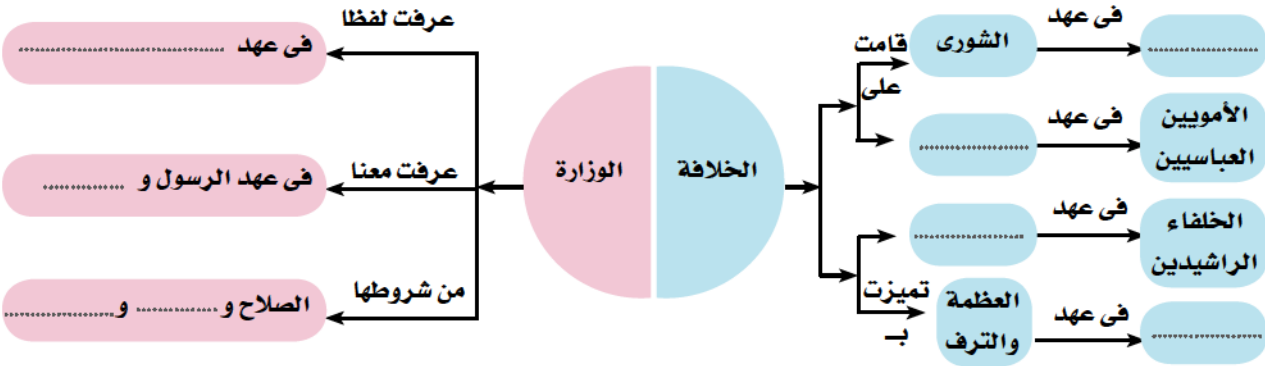 الخلافة
قامت
على
الشورى
فى عهد
....................
....................
فى عهد
الأمويين
العباسيين
تميزت
بـ
....................
فى عهد
الخلفاء
الراشيدين
العظمة
والترف
فى عهد
....................
الوزارة
عرفت لفظا
فى عهد ........................................
عرفت معنا
فى عهد الرسول و ................
من شروطها
الصلاح و ................ و ....................